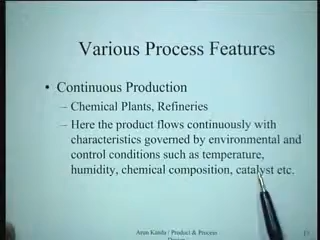 Various Process Features
• Continuous Production
– Chemical Plants, Refineries
– Here the product flows continuously with
characteristics governed by environmental and
control conditions such as temperature,
humidity, chemical composition, catalyst etc.
Arun Kanda / Product & Process
Design